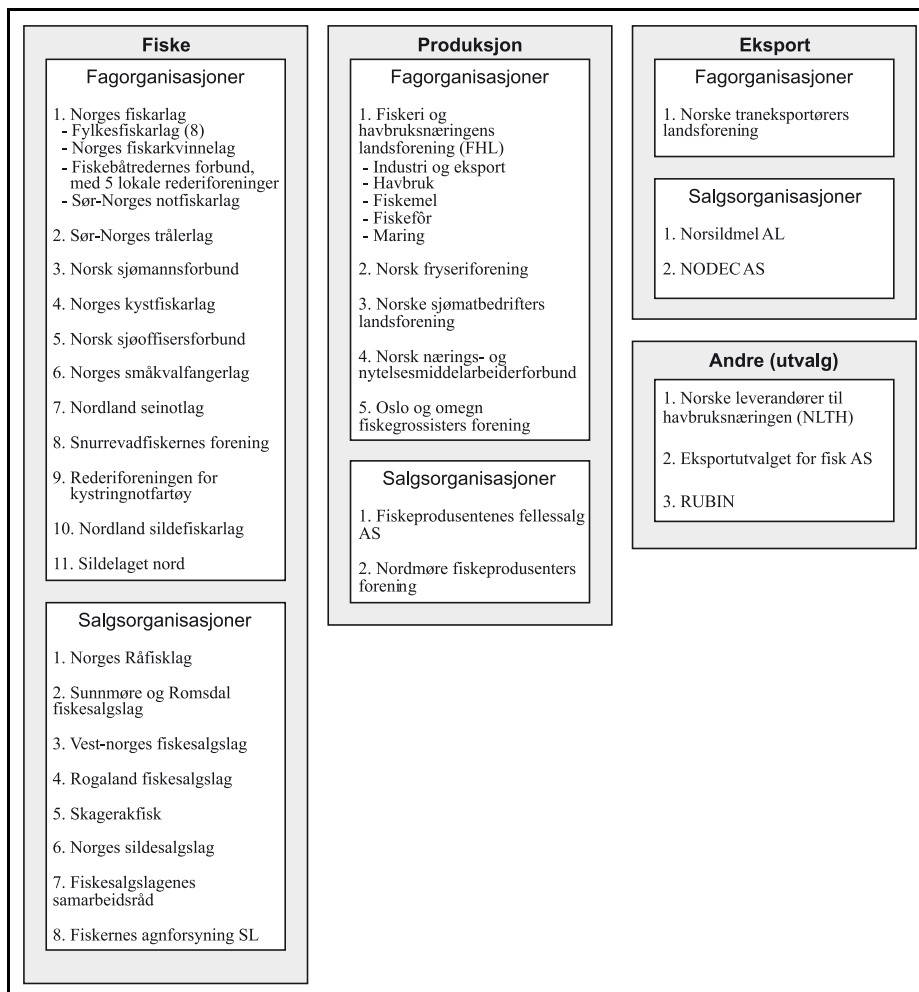 Fiske
Fagorganisasjoner
1. Norges fiskarlag
- Fylkesfiskarlag (8)
- Norges fiskarkvinnelag
- Fiskebåtredernes forbund,
med 5 lokale rederiforeninger
- Sør-Norges notfiskarlag
2. Sør-Norges trålerlag
3. Norsk sjømannsforbund
4. Norges kystfiskarlag
5. Norsk sjøoffisersforbund
6. Norges småkvalfangerlag
7. Nordland seinotlag
8. Snurrevadfiskernes forening
9. Rederiforeningen for
kystringnotfartøy
10. Nordland sildefiskarlag
11. Sildelaget nord
Salgsorganisasjoner
1. Norges Råfisklag
2. Sunnmøre og Romsdal
fiskesalgslag
3. Vest-norges fiskesalgslag
4. Rogaland fiskesalgslag
5. Skagerakfisk
6. Norges sildesalgslag
7. Fiskesalgslagenes
samarbeidsråd
8. Fiskernes agnforsyning SL
Produksjon
Fagorganisasjoner
1. Fiskeri og
havbruksnæringens
landsforening (FHL)
- Industri og eksport
- Havbruk
- Fiskemel
- Fiskefôr
- Maring
2. Norsk fryseriforening
3. Norske sjømatbedrifters
landsforening
4. Norsk nærings- og
nytelsesmiddelarbeiderforbund
5. Oslo og omegn
fiskegrossisters forening
Salgsorganisasjoner
1. Fiskeprodusentenes fellessalg
AS
2. Nordmøre fiskeprodusenters
forening
Eksport
Fagorganisasjoner
1. Norske traneksportørers
landsforening
Salgsorganisasjoner
1. Norsildmel AL
2. NODEC AS
Andre (utvalg)
1. Norske leverandører til
havbruksnæringen (NLTH)
2. Eksportutvalget for fisk AS
3. RUBIN